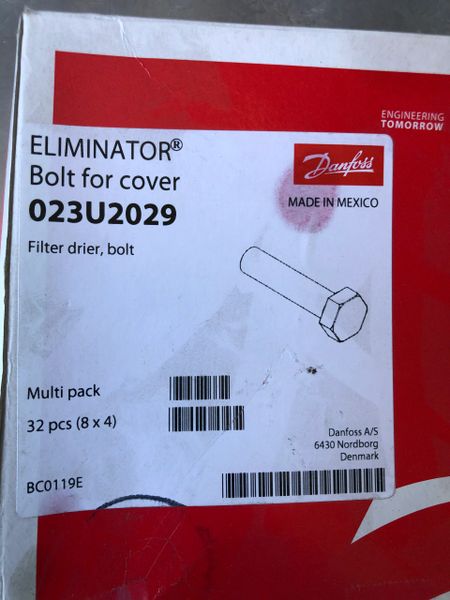 ENGINEERING
TOMORROW
ELIMINATOR®
Bolt for cover
023U2029
Filter drier, bolt
Danfoss
MADE IN MEXICO
Multi pack
32 pcs (8 x 4)
Danfoss A/S
6430 Nordborg
Denmark
BC0119E